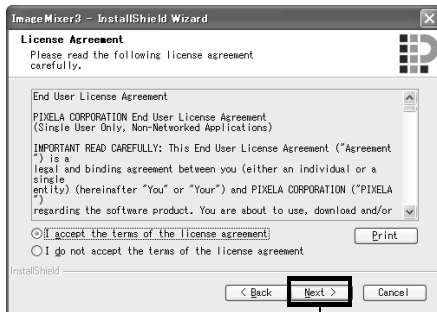 ImageMixer3 - InstallShield Wizard
License Agreement
Please read the following license agreement
carefully.
End User License Agreement
PIXELA CORPORATION End User License Agreement
(Single User Only, Non-Networked Applications)
IMPORTANT READ CAREFULLY: This End User License Agreement ("Agreement
") is a
legal and binding agreement between you (either an individual or a
single
entity) (hereinafter "You" or "Your") and PIXELA CORPORATION ("PIXELA
")
regarding the software product. You are about to use, download and/or
I accept the terms of the license agreement
Print
I do not accept the terms of the license agreement
InstallShield
< Back
Next >
Cancel